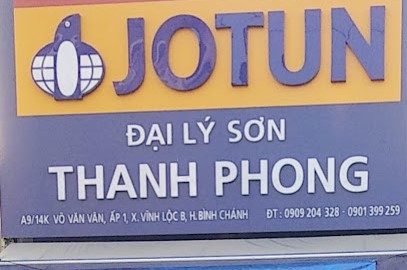 JOTUN
ĐẠI LÝ SƠN
THANH PHONG
A9/14K VÕ VĂN VÂN, ẤP 1, X. VĨNH LỘC B, H.BÌNH CHÁNH ĐT : 0909 204 328 - 0901 399 259